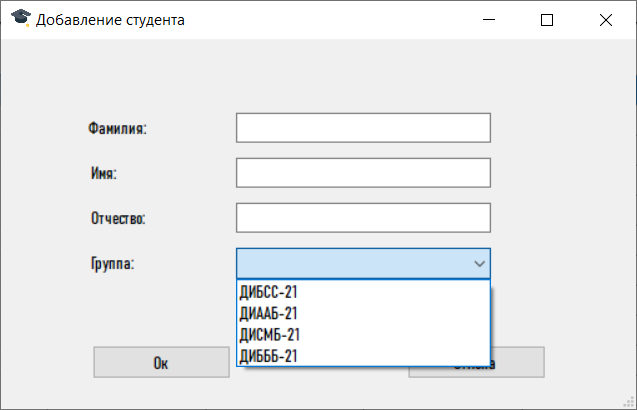 Добавление студента
Фамилия:
Имя:
Отчество:
Группа:
ДИБСС-21
ДИААБ-21
ДИСМБ-21
ДИБББ-21
Ок